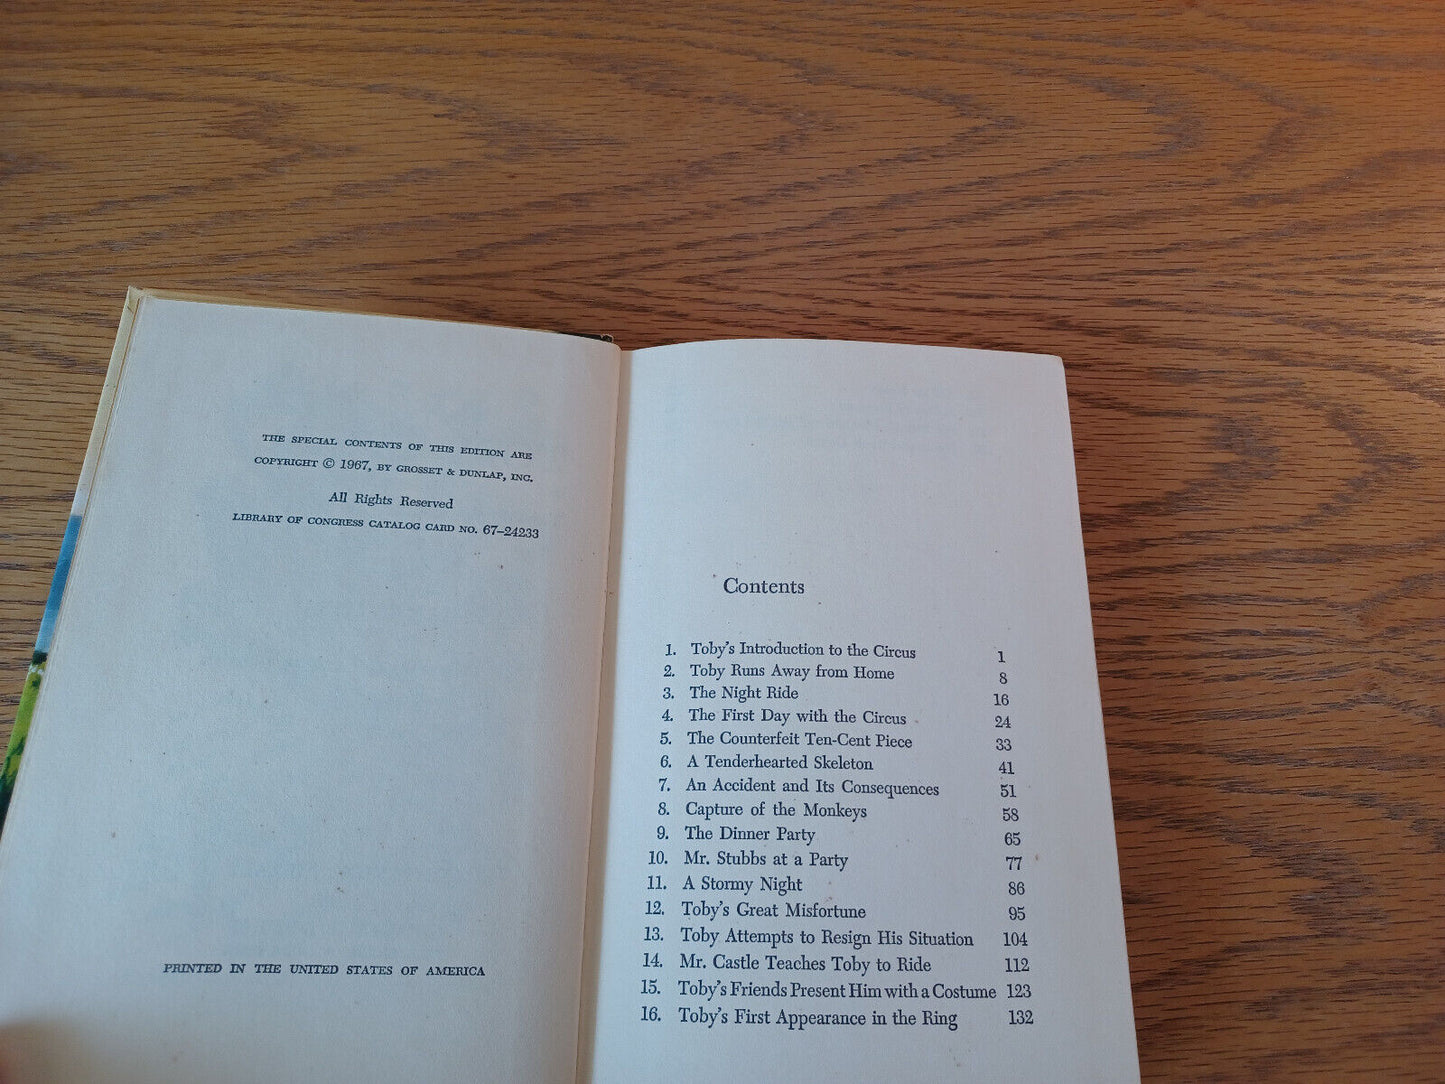 THE SPECIAL CONTENTS OF THIS EDITION ARE
COPYRIGHT © 1967, BY GROSSET & DUNLAP, INC.
All Rights Reserved
LIBRARY OF CONGRESS CATALOG CARD NO. 67–24233
PRINTED IN THE UNITED STATES OF AMERICA
Contents
1. Toby's Introduction to the Circus 1
2. Toby Runs Away from Home 8
3. The Night Ride 16
4. The First Day with the Circus 24
5. The Counterfeit Ten-Cent Piece 33
6. A Tenderhearted Skeleton 41
7. An Accident and Its Consequences 51
8. Capture of the Monkeys 58
9. The Dinner Party 65
10. Mr. Stubbs at a Party 77
11. A Stormy Night 86
12. Toby's Great Misfortune 95
13. Toby Attempts to Resign His Situation 104
14. Mr. Castle Teaches Toby to Ride 112
15. Toby's Friends Present Him with a Costume 123
16. Toby's First Appearance in the Ring 132